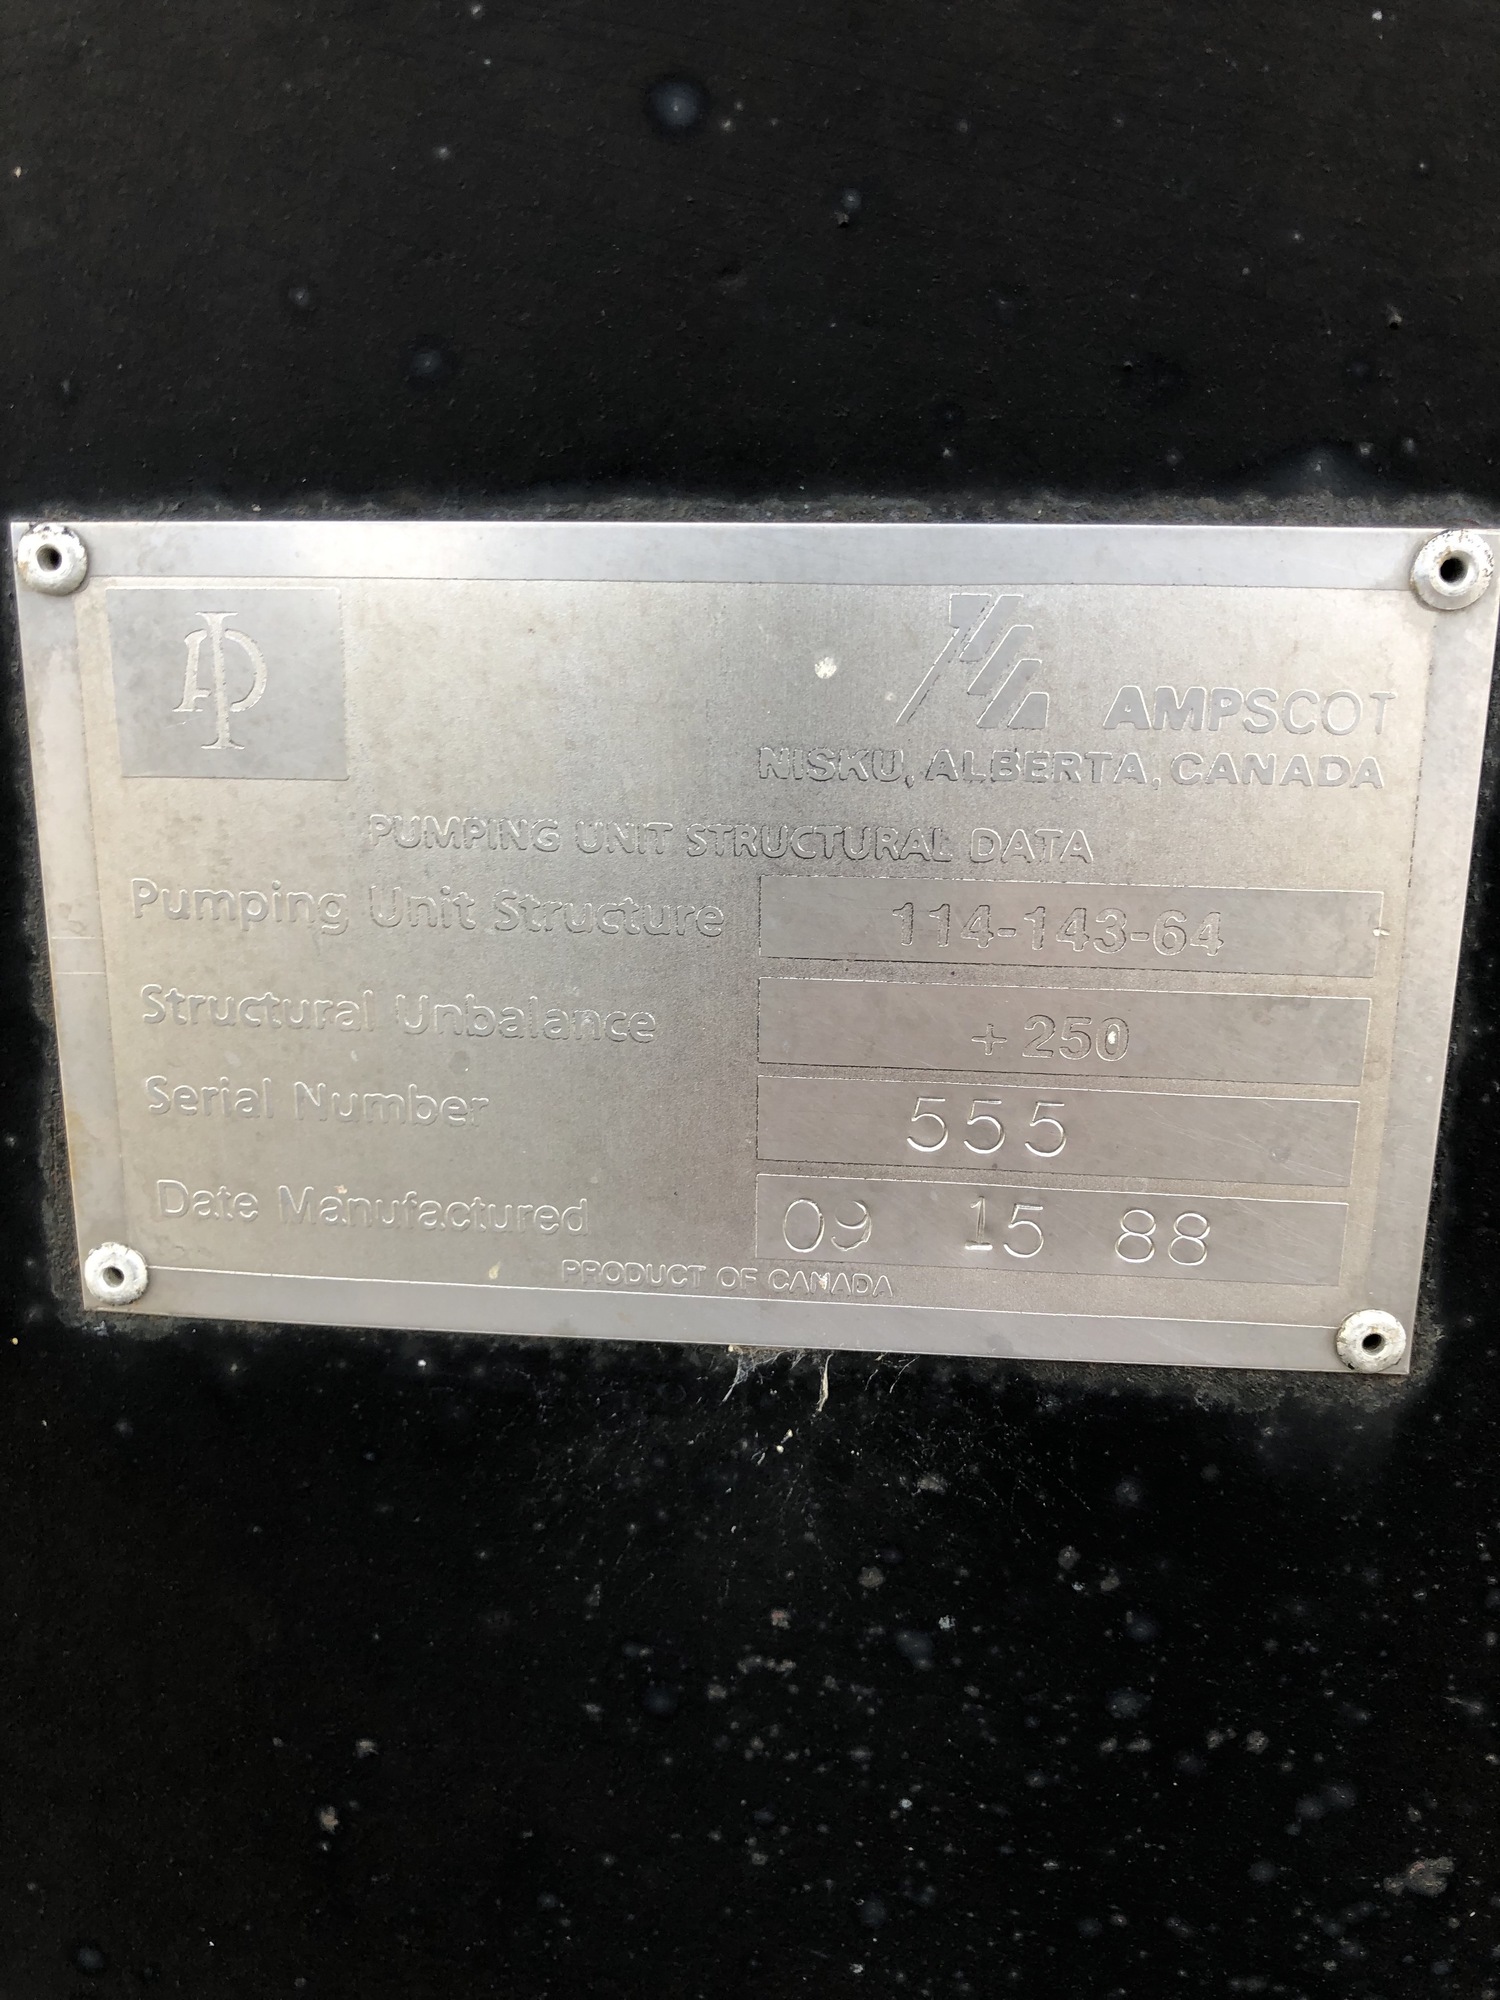 API
AMPSCOT
NISKU, ALBERTA, CANADA
PUMPING UNIT STRUCTURAL DATA
Pumping Unit Structure 114-143-64
Structural Unbalance + 250
Serial Number 555
Date Manufactured 09 15 88
PRODUCT OF CANADA